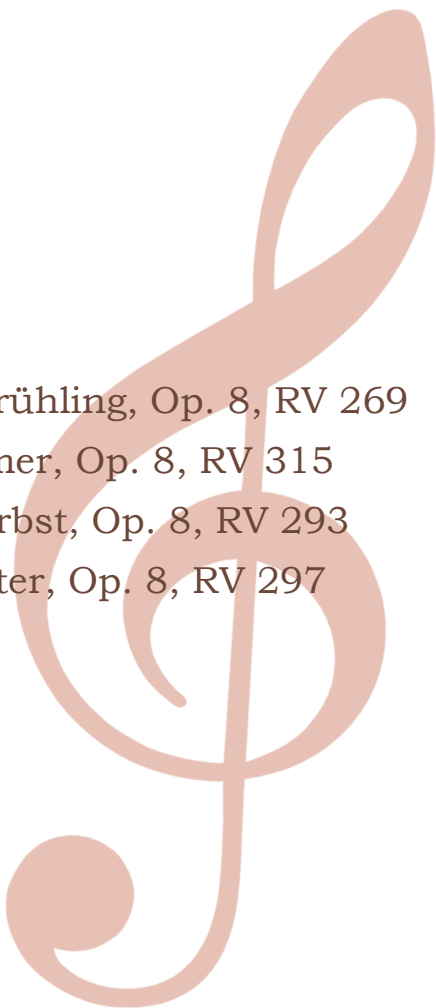 rühling, Op. 8, RV 269
ner, Op. 8, RV 315
rbst, Op. 8, RV 293
ter, Op. 8, RV 297